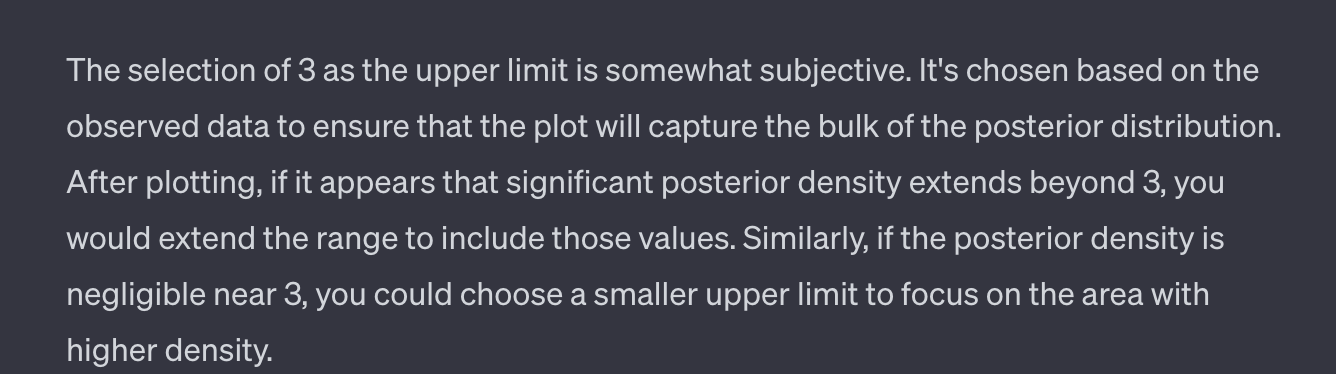 The selection of 3 as the upper limit is somewhat subjective. It's chosen based on the
observed data to ensure that the plot will capture the bulk of the posterior distribution.
After plotting, if it appears that significant posterior density extends beyond 3, you
would extend the range to include those values. Similarly, if the posterior density is
negligible near 3, you could choose a smaller upper limit to focus on the area with
higher density.